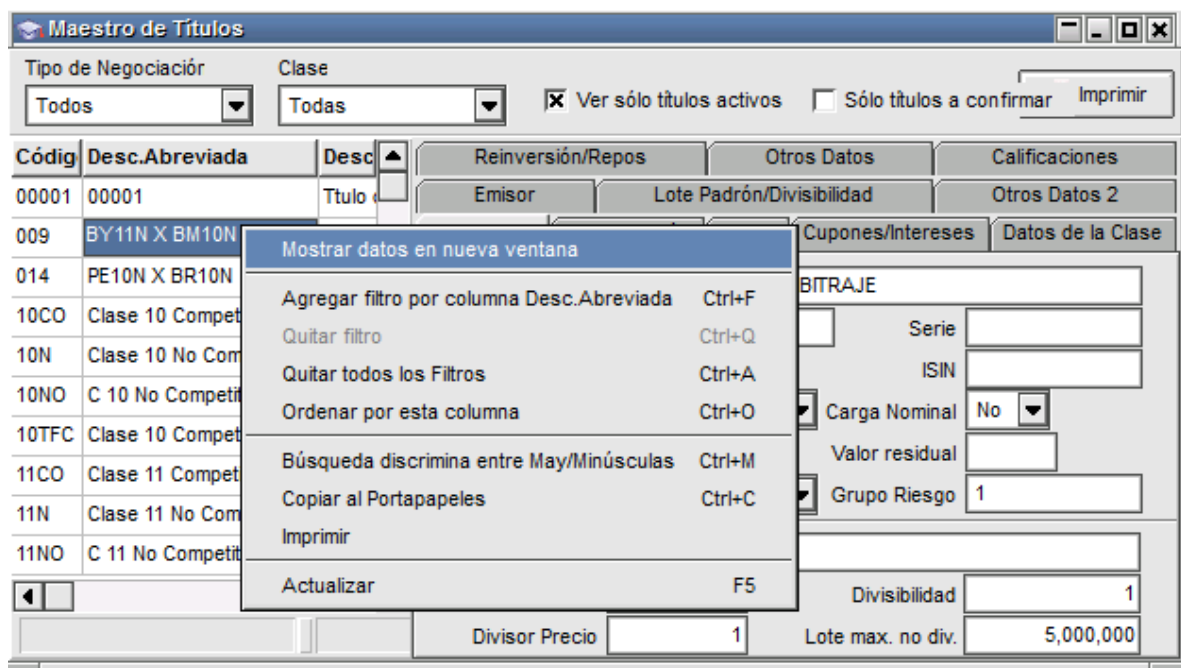 Maestro de Títulos
Tipo de Negociaciór Clase
Todos Todas Ver sólo títulos activos Sólo títulos a confirmar Imprimir
Códig Desc.Abreviada Desc Reinversión/Repos Otros Datos Calificaciones
00001 00001 Ttulo Emisor Lote Padrón/Divisibilidad Otros Datos 2
009 BY11N X BM10N Cupones/Intereses Datos de la Clase
Mostrar datos en nueva ventana
014 PE10N X BR10N BITRAJE
Agregar filtro por columna Desc.Abreviada Ctrl+F
10CO Clase 10 Compet Serie
Quitar filtro Ctrl+Q
10N Clase 10 No Com ISIN
Quitar todos los Filtros Ctrl+A
10NO C 10 No Competit Carga Nominal No
Ordenar por esta columna Ctrl+O
10TFC Clase 10 Compet Valor residual
Búsqueda discrimina entre May/Minúsculas Ctrl+M
11CO Clase 11 Compet Grupo Riesgo 1
Copiar al Portapapeles Ctrl+C
11N Clase 11 No Com
Imprimir
11NO C 11 No Competit
Actualizar F5
Divisibilidad 1
Divisor Precio 1 Lote max. no div. 5,000,000